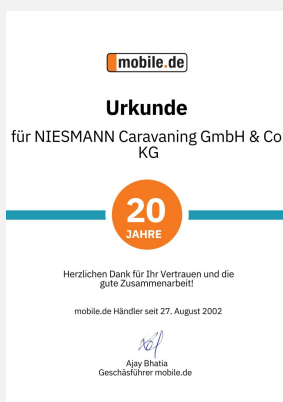 mobile.de
Urkunde
für NIESMANN Caravaning GmbH & Co
KG
20
JAHRE
Herzlichen Dank für Ihr Vertrauen und die
gute Zusammenarbeit!
mobile.de Händler seit 27. August 2002
Ajay Bhatia
Geschäsführer mobile.de